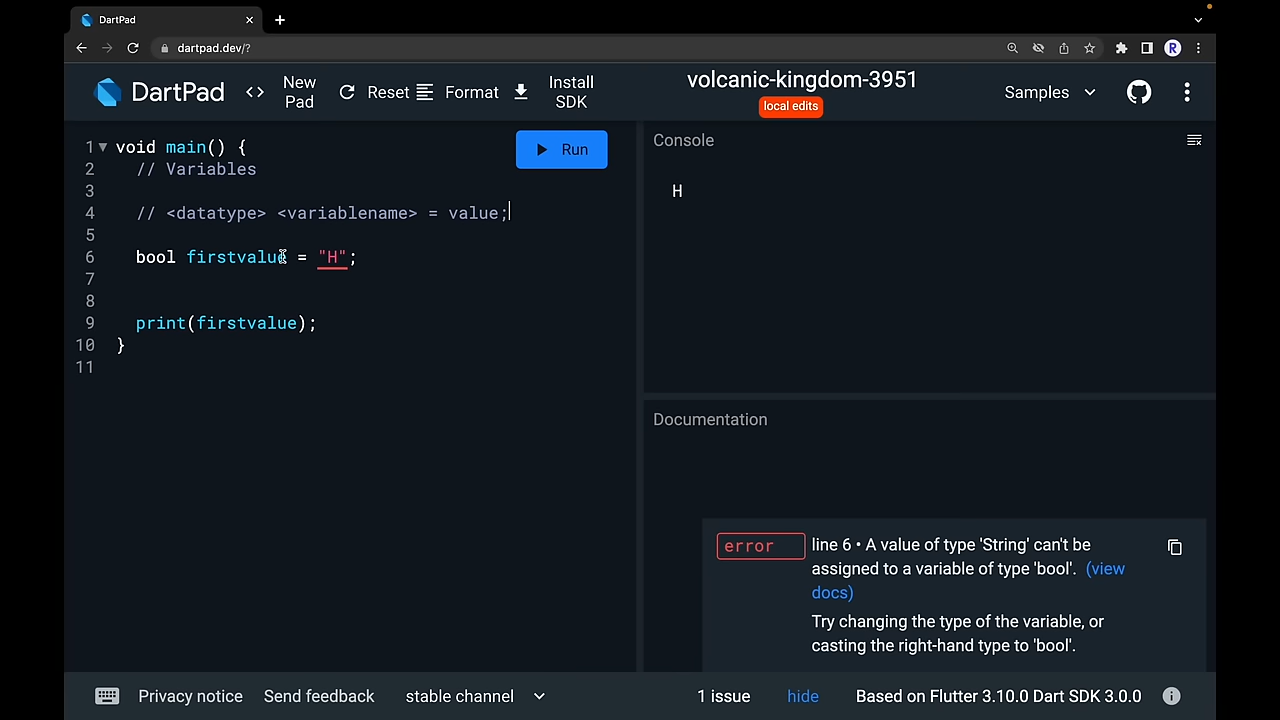 DartPad
dartpad.dev/?
R
DartPad
<> New Pad
Reset
Format
Install SDK
volcanic-kingdom-3951
local edits
Samples
1 void main() {
2 // Variables
3
4 // <datatype> <variablename> = value;
5
6 bool firstvalue = "H";
7
8
9 print(firstvalue);
10 }
11
Run
Console
H
Documentation
error
line 6 • A value of type 'String' can't be
assigned to a variable of type 'bool'. (view
docs)
Try changing the type of the variable, or
casting the right-hand type to 'bool'.
Privacy notice
Send feedback
stable channel
1 issue
hide
Based on Flutter 3.10.0 Dart SDK 3.0.0